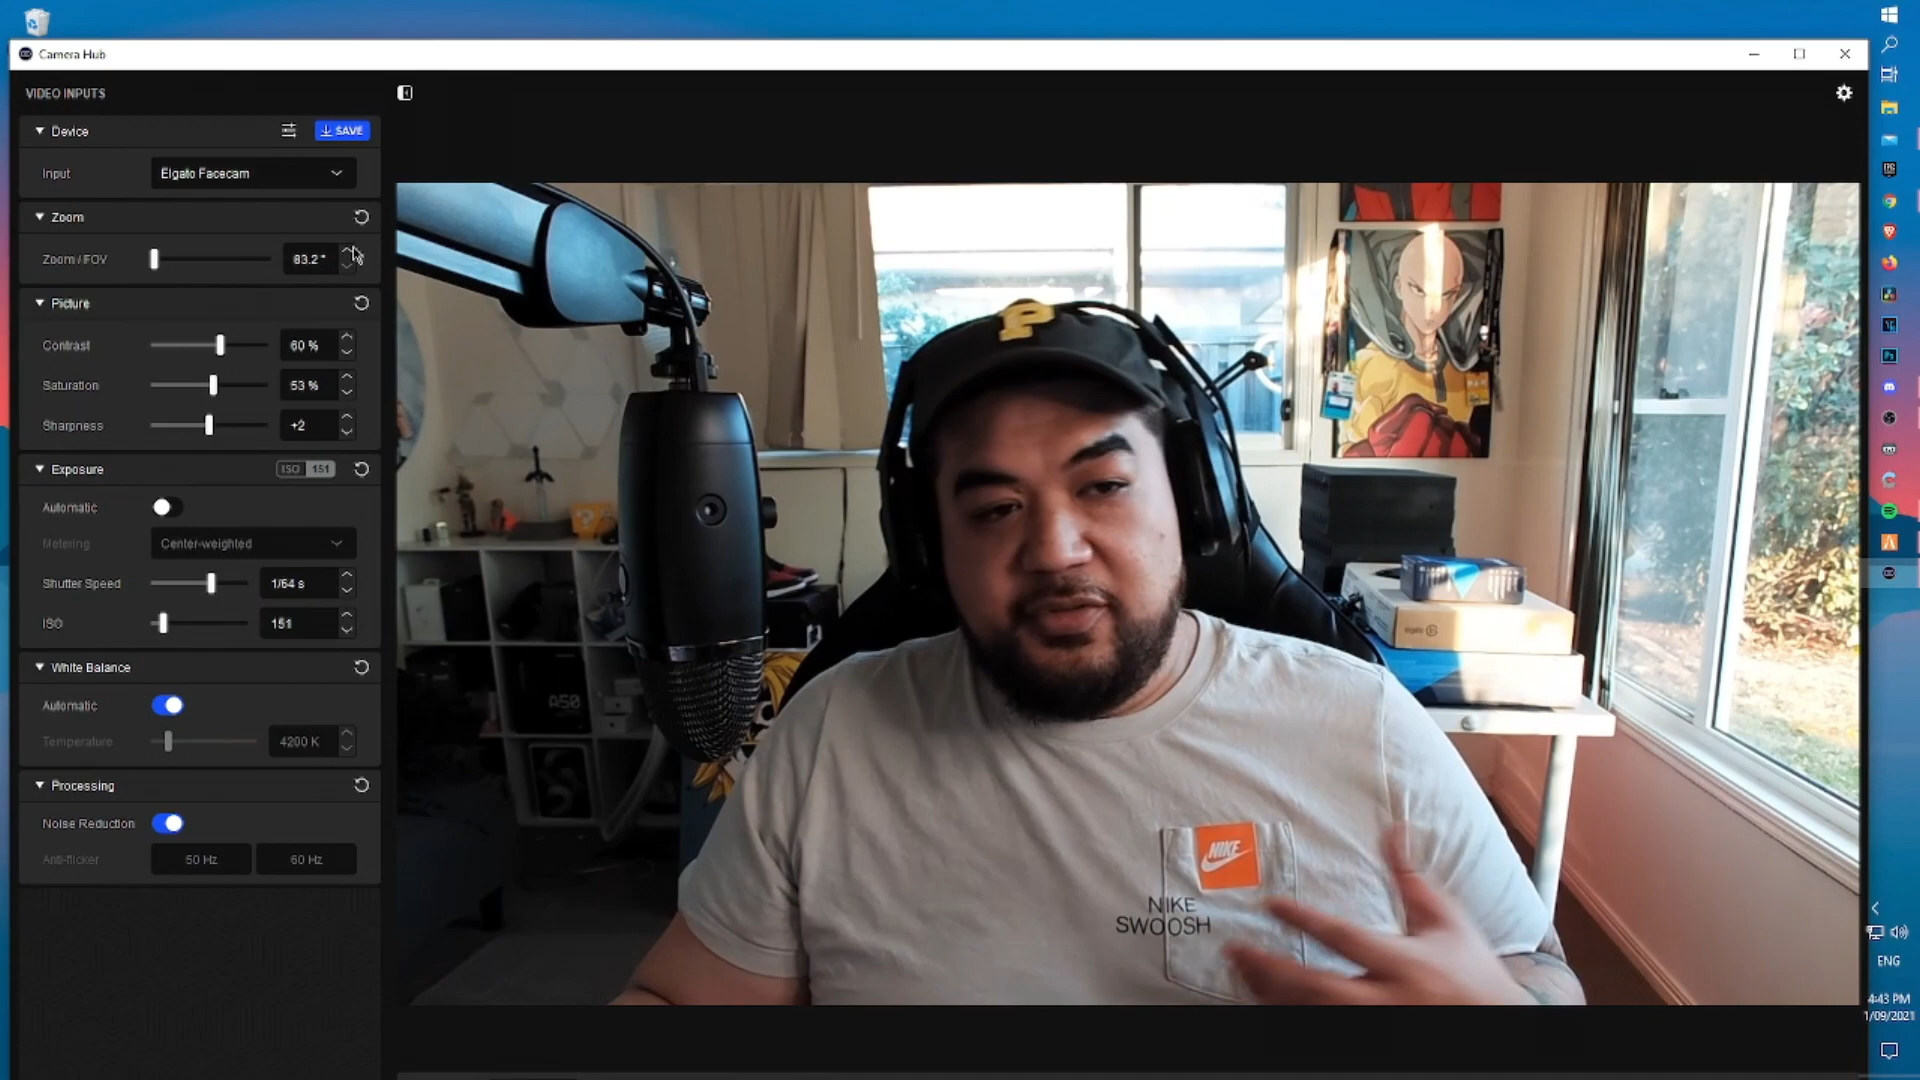 Camera Hub
VIDEO INPUTS
Device
SAVE
Input
Elgato Facecam
Zoom
Zoom / FOV
83.2 °
Picture
Contrast
60 %
Saturation
53 %
Sharpness
+2
Exposure
ISO 151
Automatic
Metering
Center-weighted
Shutter Speed
1/64 s
ISO
151
White Balance
Automatic
Temperature
4200 K
Processing
Noise Reduction
Anti-flicker
50 Hz
60 Hz
P
A50
elgato
NIKE
NIKE
SWOOSH
Ps
ENG
4:43 PM
1/09/2021